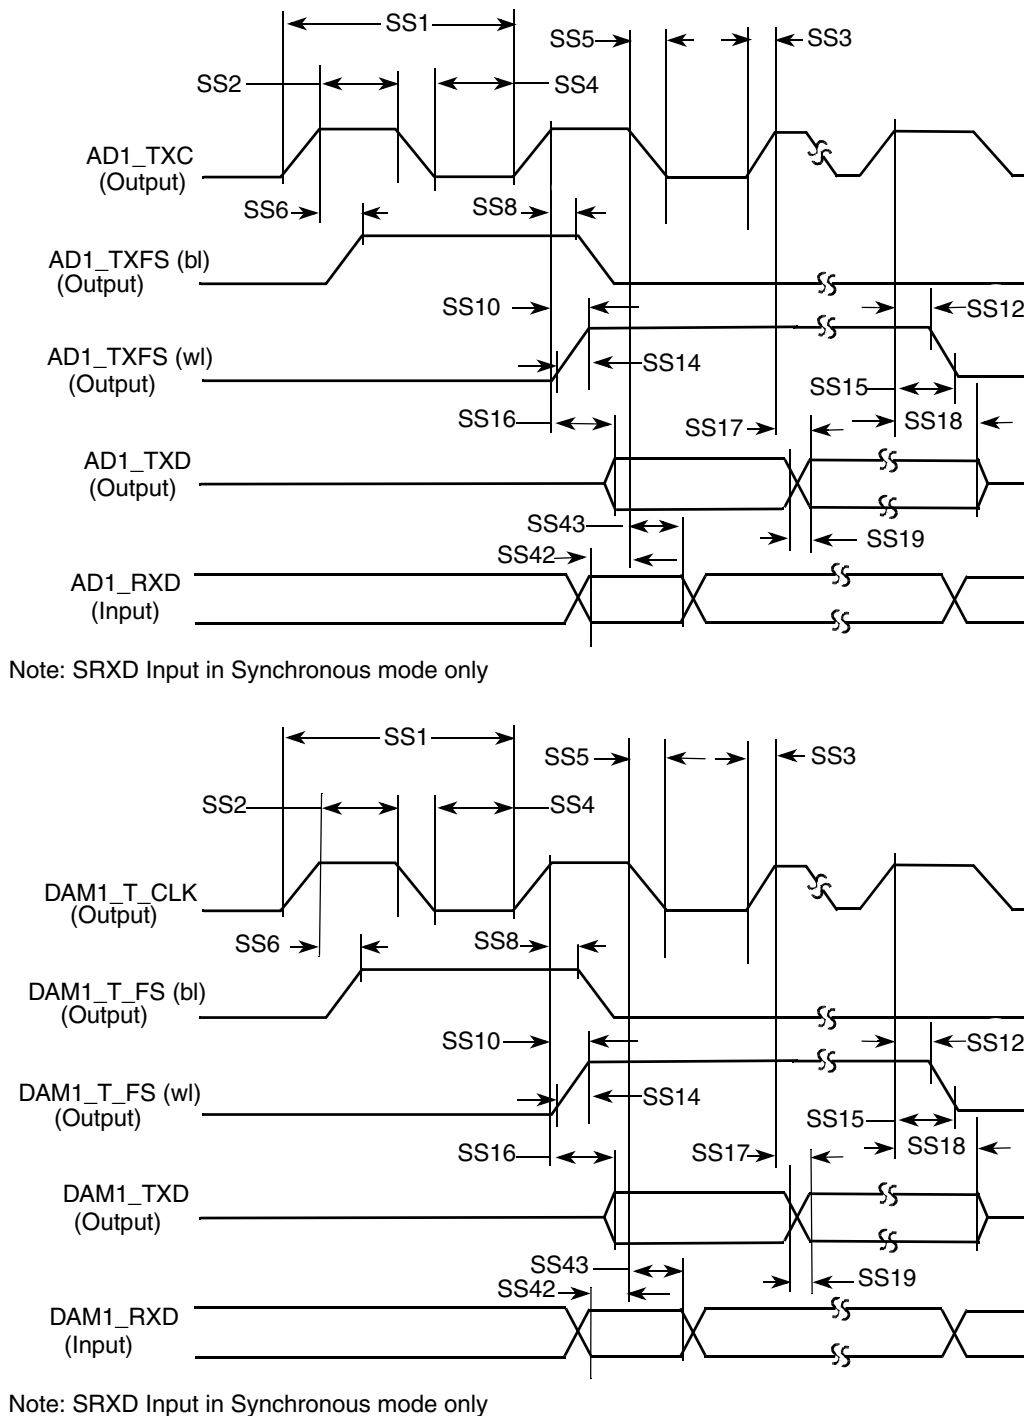 SS1
SS5
SS3
SS2
SS4
AD1_TXC
(Output)
SS6
SS8
AD1_TXFS (bl)
(Output)
SS10
SS12
AD1_TXFS (wl)
(Output)
SS14
SS15
SS16
SS17
SS18
AD1_TXD
(Output)
SS43
SS19
SS42
AD1_RXD
(Input)
Note: SRXD Input in Synchronous mode only
SS1
SS5
SS3
SS2
SS4
DAM1_T_CLK
(Output)
SS6
SS8
DAM1_T_FS (bl)
(Output)
SS10
SS12
DAM1_T_FS (wl)
(Output)
SS14
SS15
SS16
SS17
SS18
DAM1_TXD
(Output)
SS43
SS19
SS42
DAM1_RXD
(Input)
Note: SRXD Input in Synchronous mode only